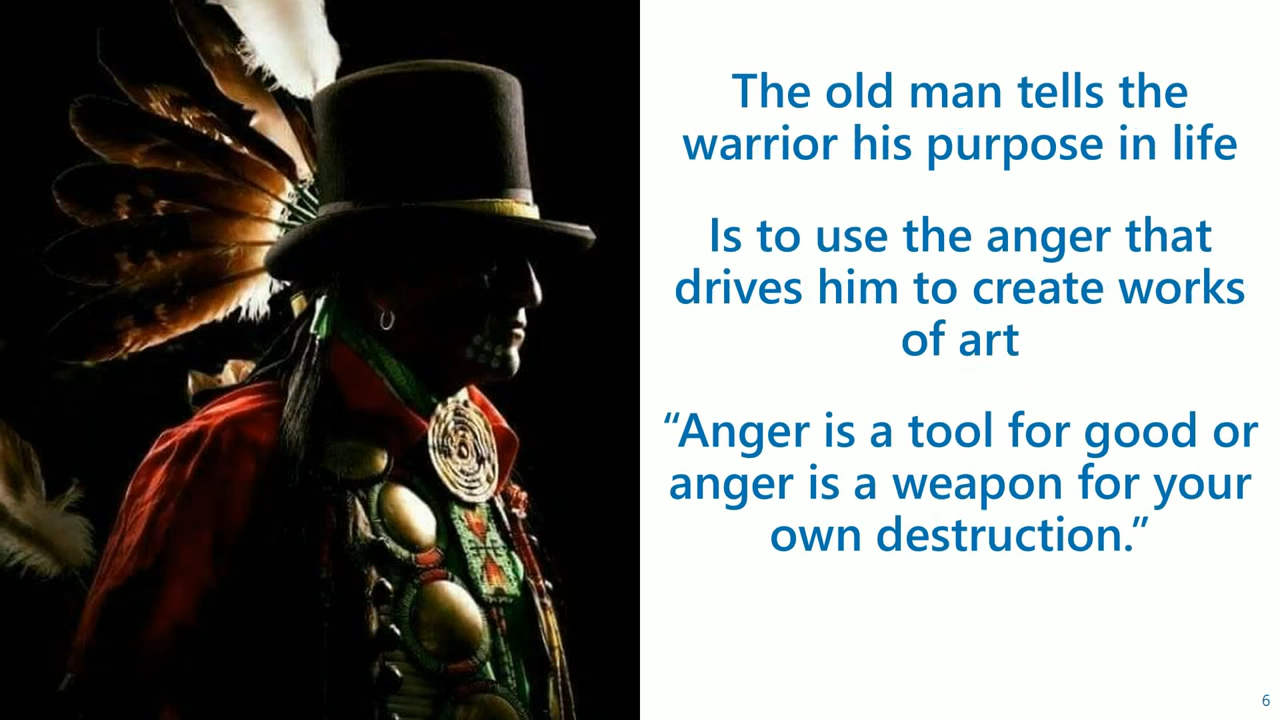 The old man tells the
warrior his purpose in life
Is to use the anger that
drives him to create works
of art
“Anger is a tool for good or
anger is a weapon for your
own destruction.”
6